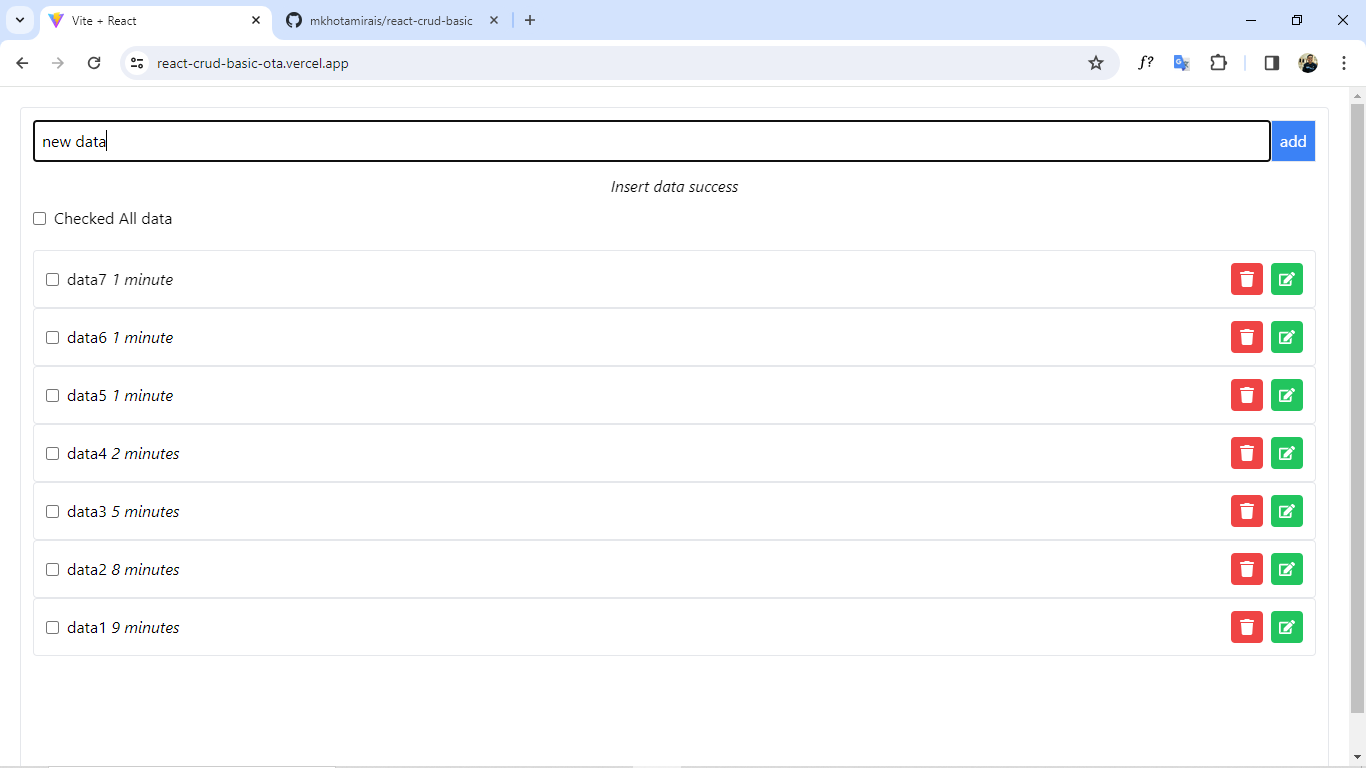 Vite + React
mkhotamirais/react-crud-basic
react-crud-basic-ota.vercel.app
f?
new data
add
Insert data success
Checked All data
data7 1 minute
data6 1 minute
data5 1 minute
data4 2 minutes
data3 5 minutes
data2 8 minutes
data1 9 minutes